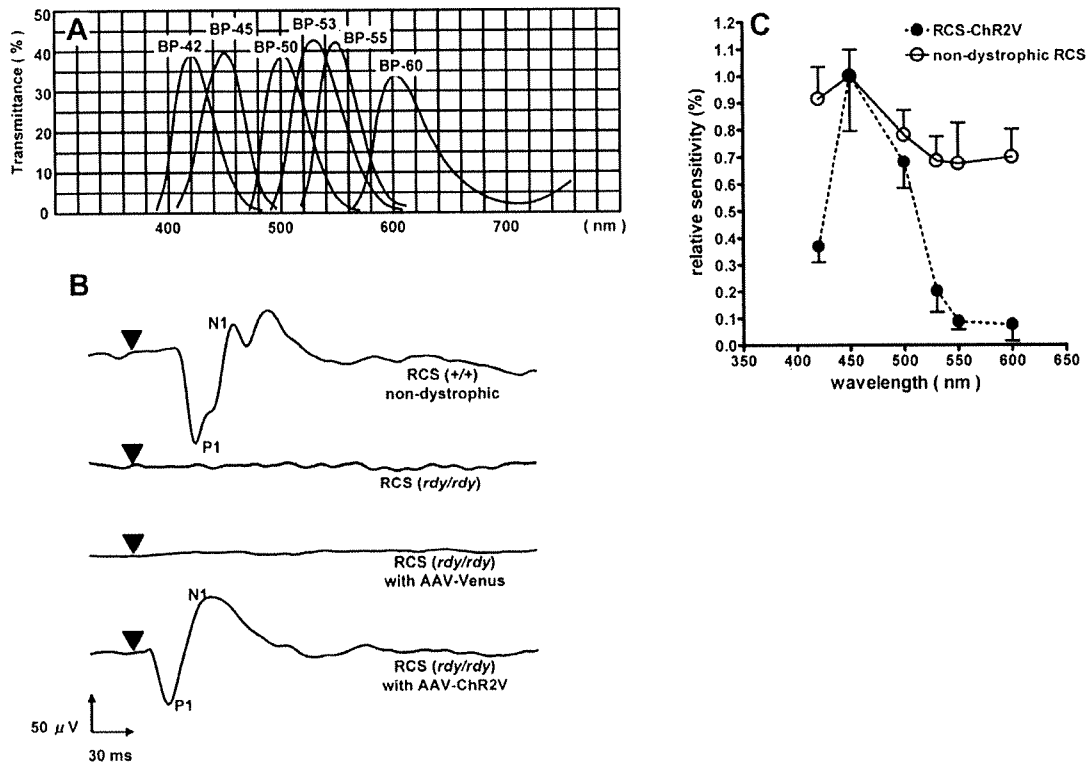 A
Transmittance ( % )
50
40
30
20
10
0
BP-42
BP-45
BP-50
BP-53
BP-55
BP-60
400
500
600
700
( nm )
B
N1
P1
RCS (+/+)
non-dystrophic
RCS (rdy/rdy)
RCS (rdy/rdy)
with AAV-Venus
N1
P1
RCS (rdy/rdy)
with AAV-ChR2V
50 μV
30 ms
C
RCS-ChR2V
non-dystrophic RCS
relative sensitivity (%)
1.2
1.1
1.0
0.9
0.8
0.7
0.6
0.5
0.4
0.3
0.2
0.1
0.0
350
400
450
500
550
600
650
wavelength ( nm )